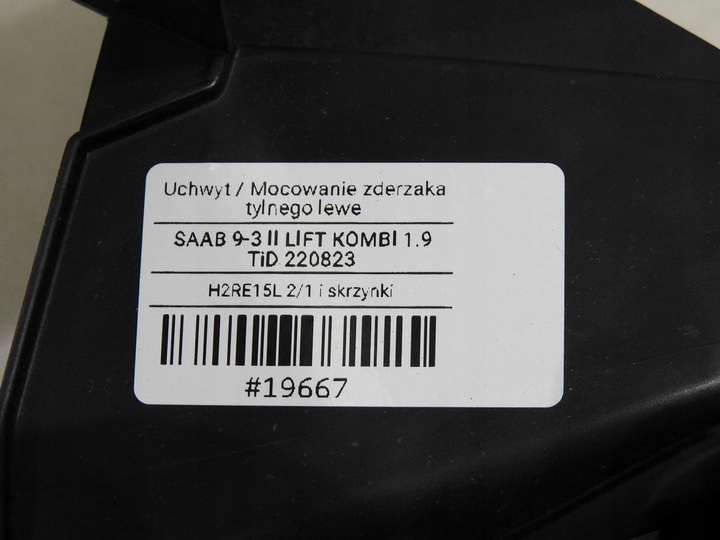 Uchwyt / Mocowanie zderzaka
tylnego lewe
SAAB 9-3 II LIFT KOMBI 1.9
TiD 220823
H2RE15L 2/1 i skrzynki
#19667